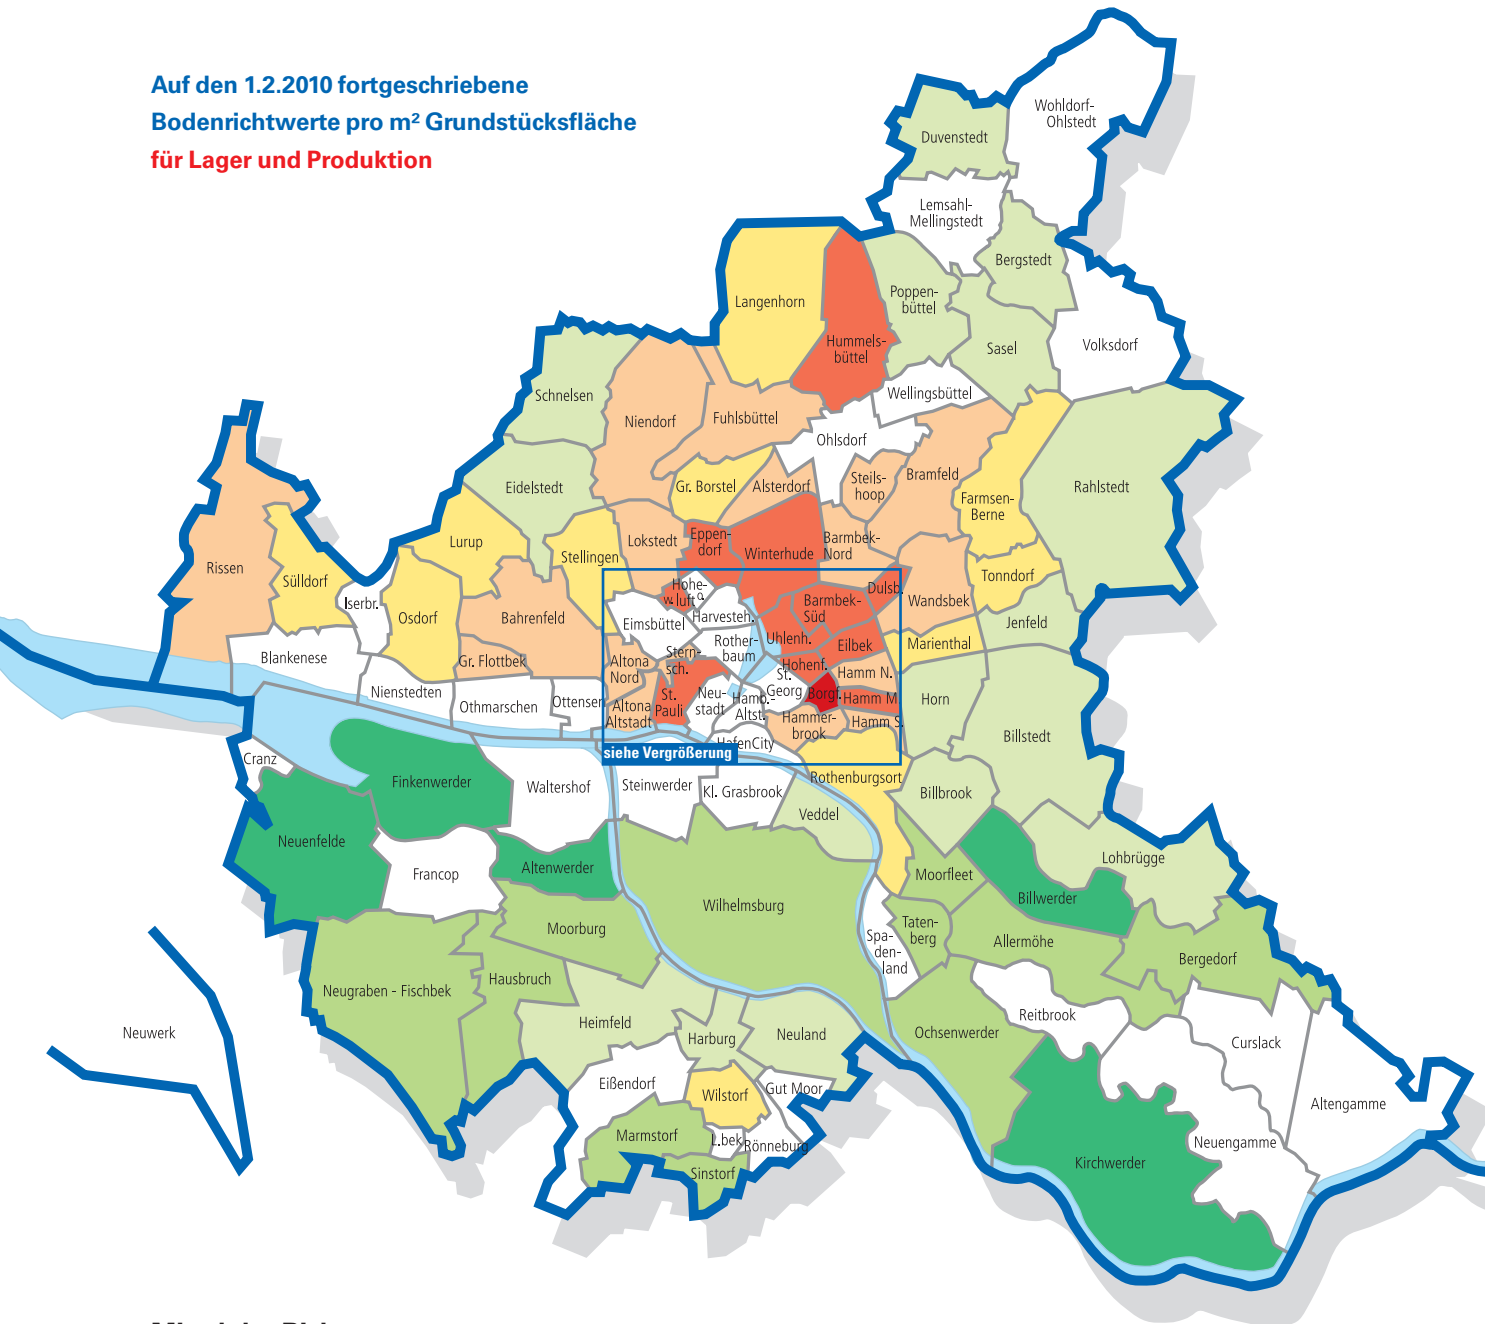 Auf den 1.2.2010 fortgeschriebene
Bodenrichtwerte pro m² Grundstücksfläche
für Lager und Produktion
Wohldorf-
Ohlstedt
Duvenstedt
Lemsahl-
Mellingstedt
Bergstedt
Poppen-
büttel
Langenhorn
Hummels-
büttel
Sasel
Volksdorf
Wellingsbüttel
Schnelsen
Niendorf
Fuhlsbüttel
Ohlsdorf
Steils-
hoop
Bramfeld
Farmsen-
Berne
Rahlstedt
Eidelstedt
Gr. Borstel
Alsterdorf
Lurup
Stellingen
Lokstedt
Eppen-
dorf
Winterhude
Barmbek-
Nord
Rissen
Sülldorf
Iserbr.
Osdorf
Bahrenfeld
Gr. Flottbek
Hohe-
w. luft o.
Dulsb.
Wandsbek
Tonndorf
Jenfeld
Eimsbüttel
Harvesteh.
Barmbek-
Süd
Marienthal
Blankenese
Nienstedten
Othmarschen
Ottensen
Altona
Nord
Stern-
sch.
Rother-
baum
Uhlenh.
Eilbek
Hohenf.
Hamm N.
Altona
Altstadt
St.
Pauli
Neu-
stadt
St.
Georg
Borgf.
Hamm M.
Horn
Hamb.-
Altst.
Hammer-
brook
Hamm S.
Billstedt
HafenCity
siehe Vergrößerung
Cranz
Finkenwerder
Waltershof
Steinwerder
Kl. Grasbrook
Rothenburgsort
Billbrook
Veddel
Neuenfelde
Francop
Altenwerder
Moorfleet
Lohbrügge
Billwerder
Wilhelmsburg
Moorburg
Spa-
den-
land
Taten-
berg
Allermöhe
Bergedorf
Neugraben - Fischbek
Hausbruch
Heimfeld
Harburg
Neuland
Ochsenwerder
Reitbrook
Curslack
Neuwerk
Eißendorf
Wilstorf
Gut Moor
Altengamme
Marmstorf
L.bek
Rönneburg
Neuengamme
Sinstorf
Kirchwerder